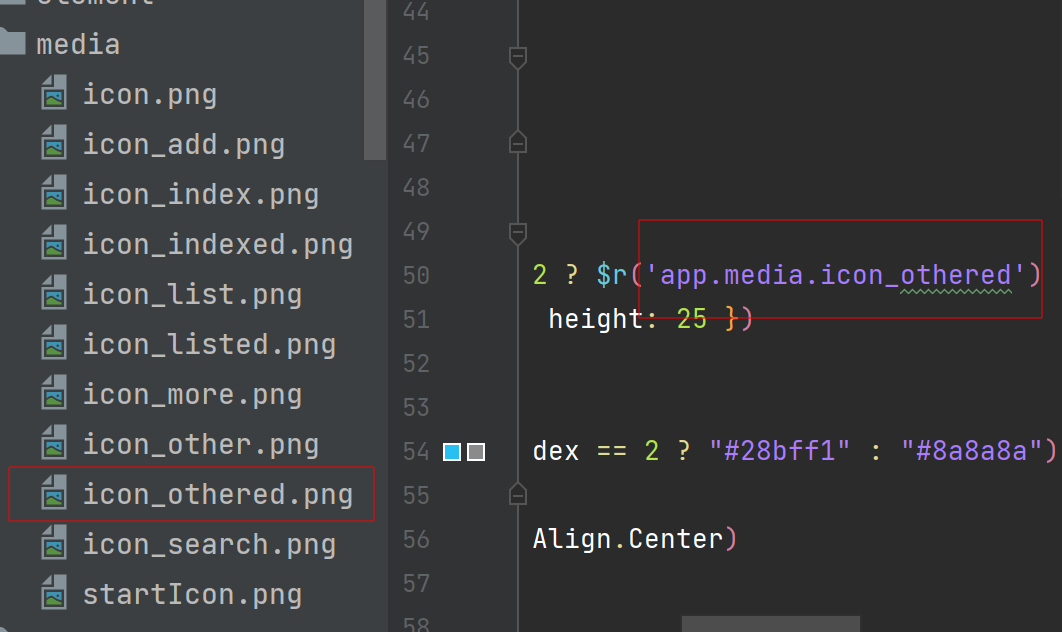 element
media
icon.png
icon_add.png
icon_index.png
icon_indexed.png
icon_list.png
icon_listed.png
icon_more.png
icon_other.png
icon_othered.png
icon_search.png
startIcon.png
44
45
46
47
48
49
50 2 ? $r('app.media.icon_othered')
51 height: 25 })
52
53
54 dex == 2 ? "#28bff1" : "#8a8a8a")
55
56 Align.Center)
57
58